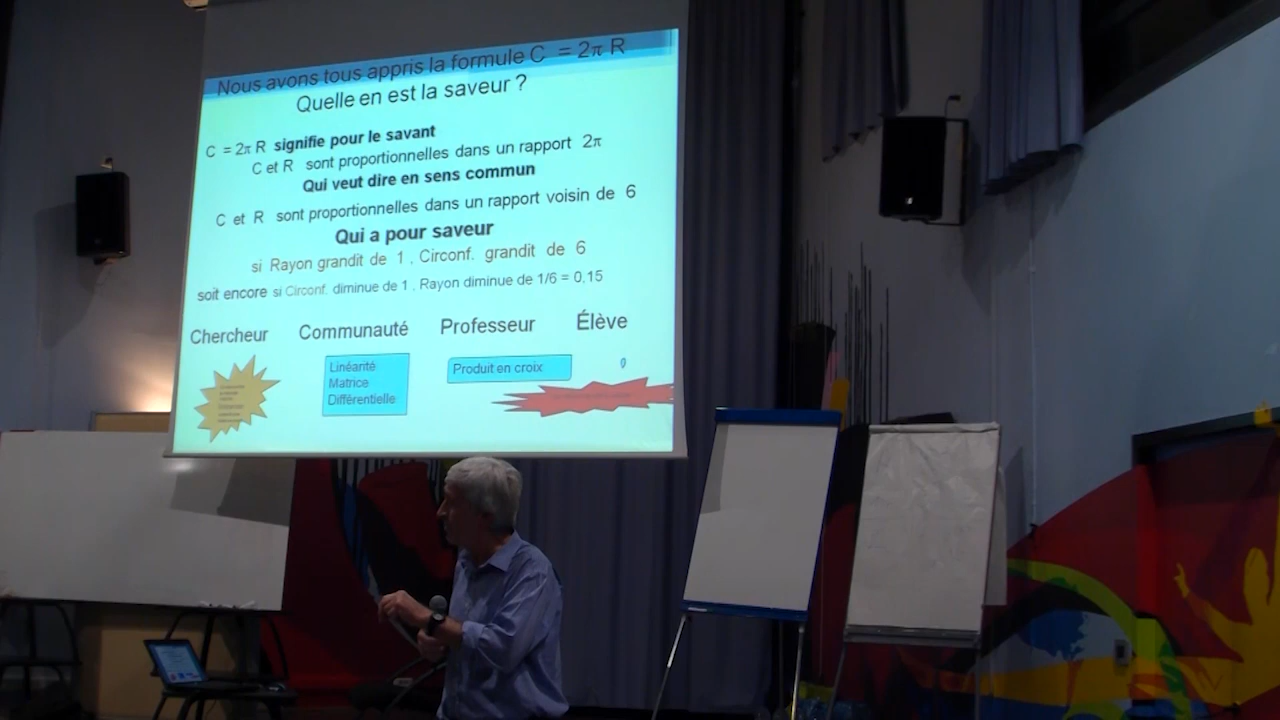 Nous avons tous appris la formule C = 2π R
Quelle en est la saveur ?
C = 2π R signifie pour le savant
C et R sont proportionnelles dans un rapport 2π
Qui veut dire en sens commun
C et R sont proportionnelles dans un rapport voisin de 6
Qui a pour saveur
si Rayon grandit de 1 , Circonf. grandit de 6
soit encore si Circonf. diminue de 1 , Rayon diminue de 1/6 = 0,15
Chercheur Communauté Professeur Élève
Linéarité
Matrice
Différentielle
Produit en croix